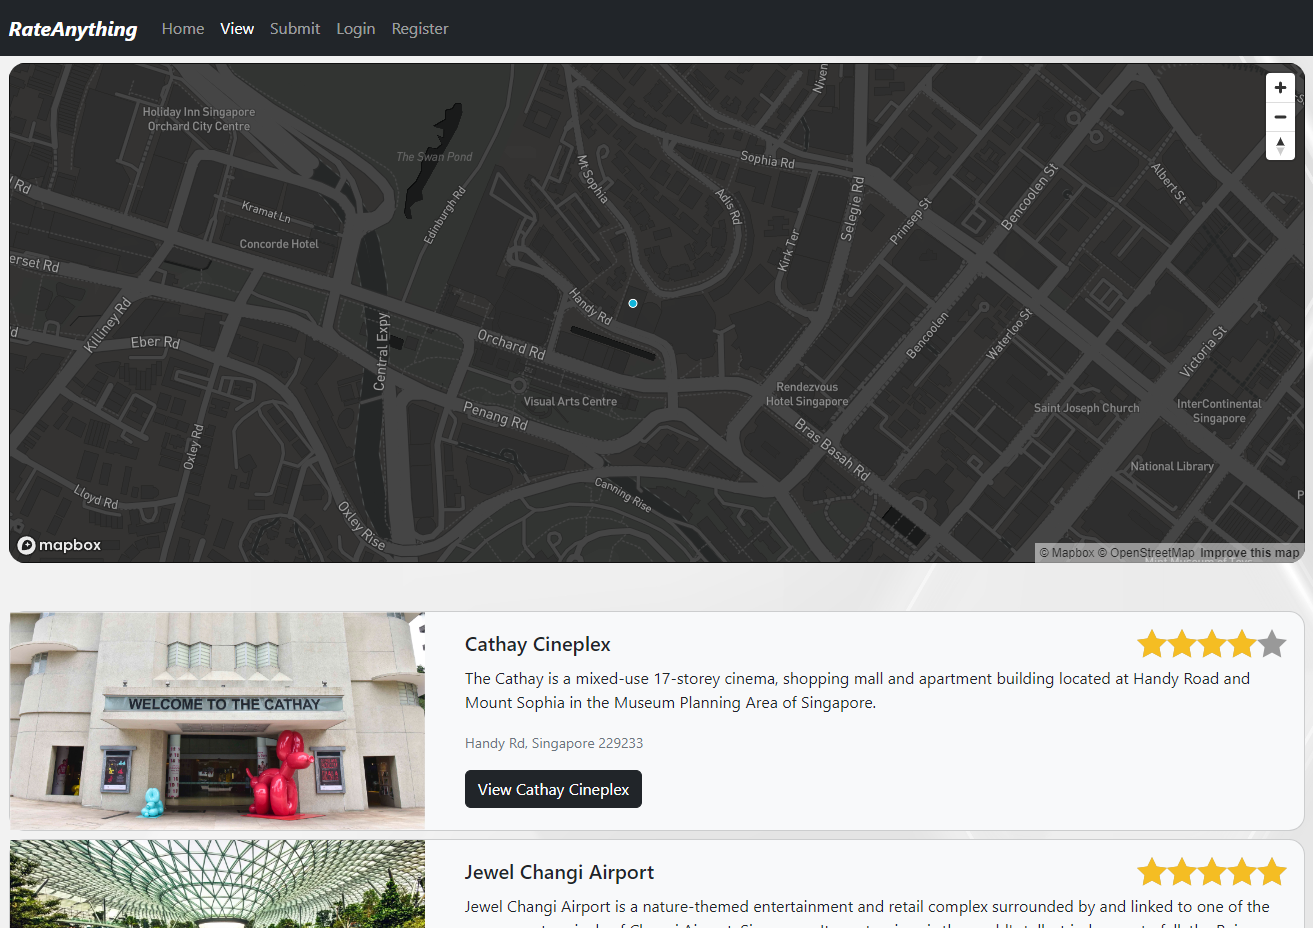 RateAnything Home View Submit Login Register
Niven
Holiday Inn Singapore
Orchard City Centre
The Swan Pond
Sophia Rd
Mt Sophia
Albert St
Bencoolen St
Rd
Adis Rd
Selegie Rd
Prinsep St
Edinburgh Rd
Kramat Ln
Concorde Hotel
Kirk Ter
erset Rd
Handy Rd
Killiney Rd
Eber Rd
Central Expy
Orchard Rd
Bencoolen
Waterloo St
Victoria St
Rendezvous
Hotel Singapore
Visual Arts Centre
Saint Joseph Church
InterContinental
Singapore
Penang Rd
Bras Basah Rd
Oxley Rd
National Library
Lloyd Rd
Canning Rise
Oxley Rise
mapbox
© Mapbox © OpenStreetMap Improve this map
WELCOME TO THE CATHAY
Cathay Cineplex
The Cathay is a mixed-use 17-storey cinema, shopping mall and apartment building located at Handy Road and
Mount Sophia in the Museum Planning Area of Singapore.
Handy Rd, Singapore 229233
View Cathay Cineplex
Jewel Changi Airport
Jewel Changi Airport is a nature-themed entertainment and retail complex surrounded by and linked to one of the